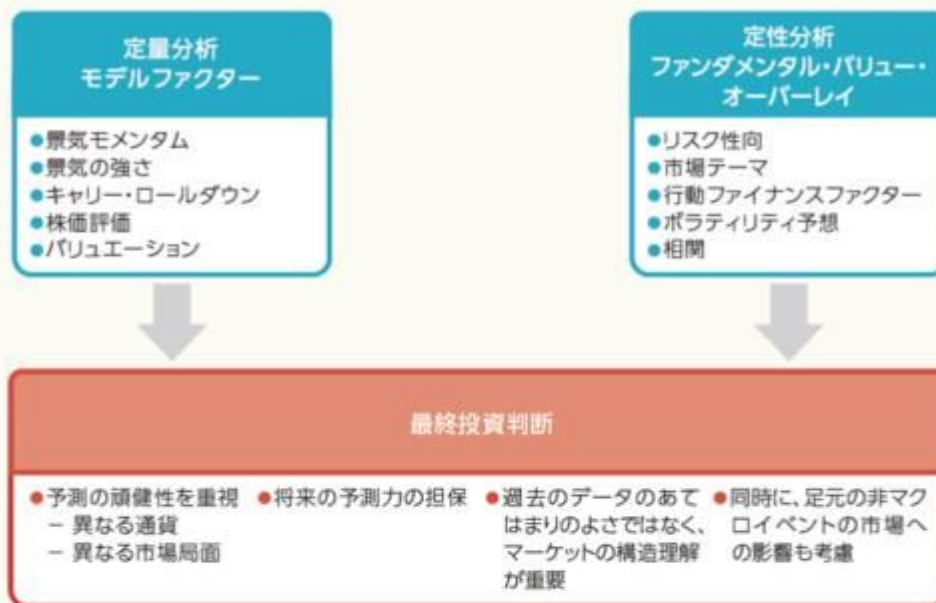 定量分析
モデルファクター
●景気モメンタム
●景気の強さ
●キャリー・ロールダウン
●株価評価
●バリュエーション
定性分析
ファンダメンタル・バリュー・
オーバーレイ
●リスク性向
●市場テーマ
●行動ファイナンスファクター
●ボラティリティ予想
●相関
最終投資判断
●予測の頑健性を重視
− 異なる通貨
− 異なる市場局面
●将来の予測力の担保
●過去のデータのあて
はまりのよさではなく、
マーケットの構造理解
が重要
●同時に、足元の非マク
ロイベントの市場へ
の影響も考慮